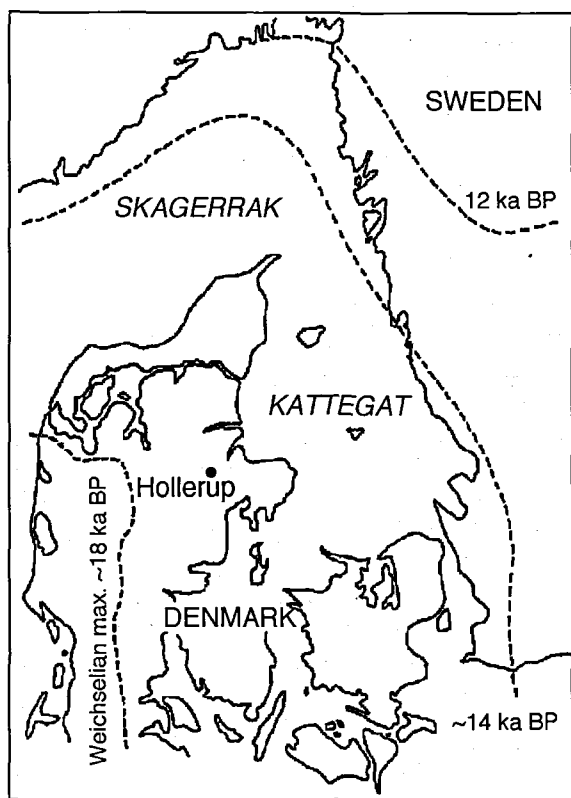 SWEDEN
12 ka BP
SKAGERRAK
KATTEGAT
Hollerup
Weichselian max. ~18 ka BP
DENMARK
~14 ka BP